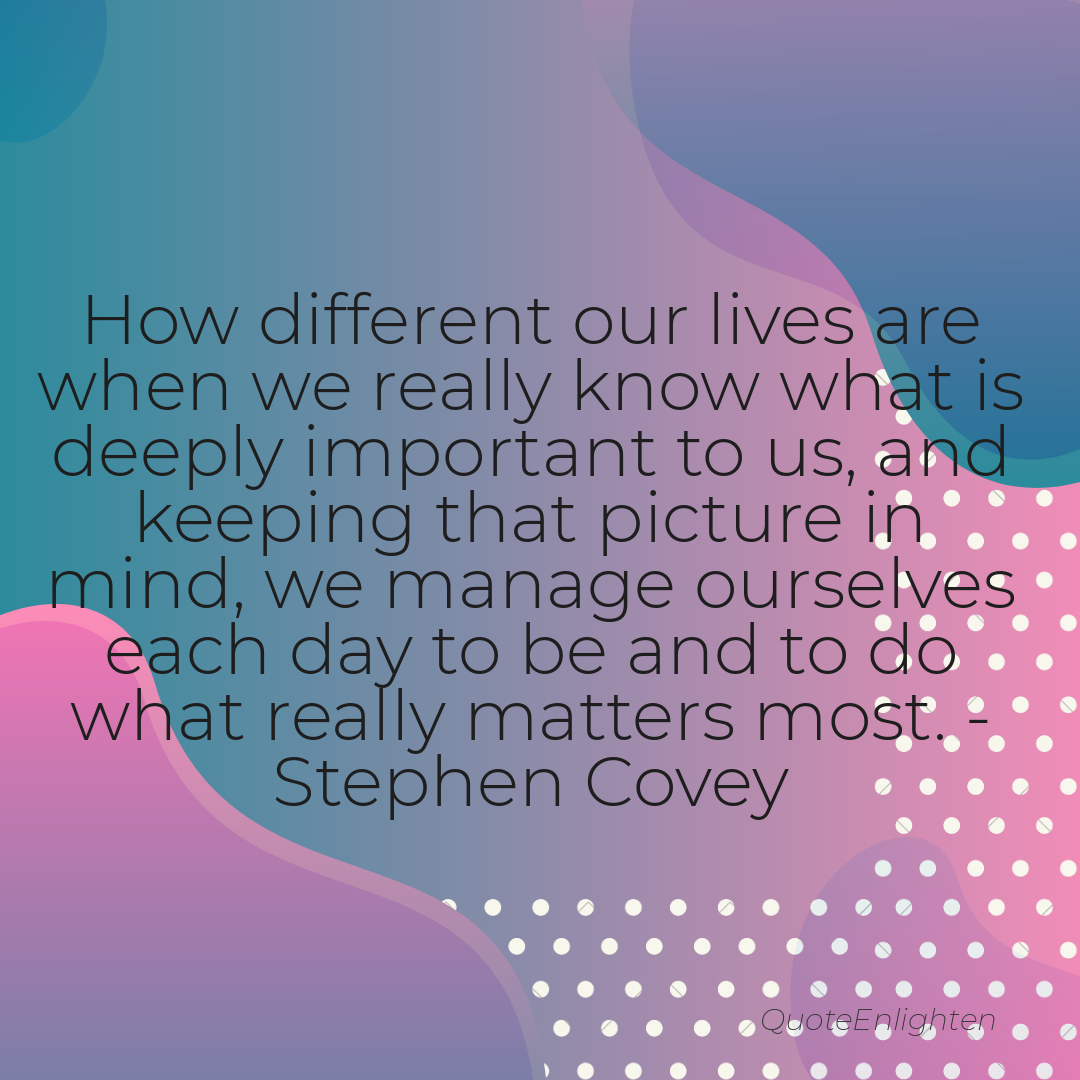 How different our lives are
when we really know what is
deeply important to us, and
keeping that picture in
mind, we manage ourselves
each day to be and to do
what really matters most. -
Stephen Covey
QuoteEnlighten